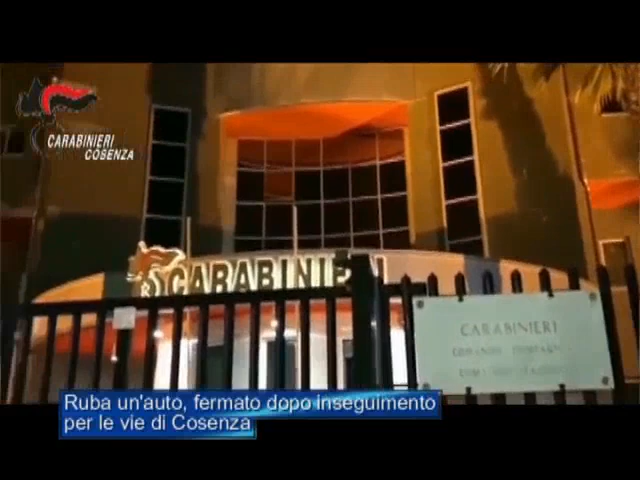 CARABINIERI
COSENZA
CARABINIERI
CARABINIERI
Ruba un'auto, fermato dopo inseguimento
per le vie di Cosenza